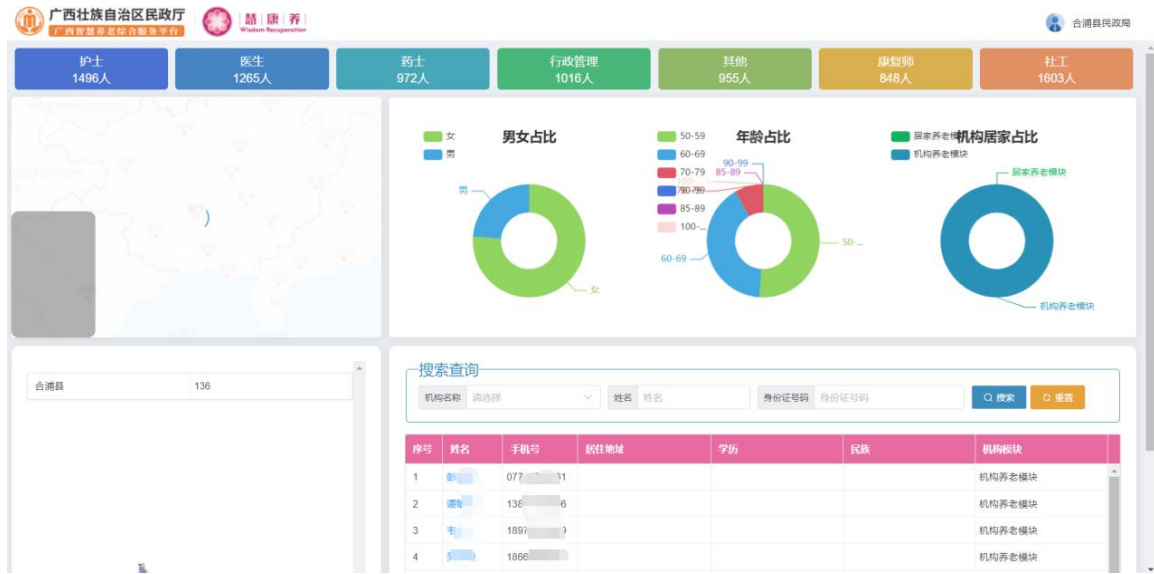 广西壮族自治区民政厅
广西智慧养老综合服务平台
慧 康 养
Wisdom Recuperation
合浦县民政局
护士
1496人
医生
1265人
药士
972人
行政管理
1016人
其他
955人
康复师
848人
社工
1603人
女
男
男女占比
男
女
50-59
60-69
70-79
85-89
100-...
年龄占比
90-99
85-89
60-69
50-...
居家养老模
机构养老模块
机构居家占比
居家养老模块
机构养老模块
合浦县 136
搜索查询
机构名称 请选择
姓名 姓名
身份证号码 身份证号码
搜索
重置
序号 姓名 手机号 居住地址 学历 民族 机构板块
1 彭 077 61 机构养老模块
2 谭 138 6 机构养老模块
3 韦 1897 9 机构养老模块
4 1866 机构养老模块